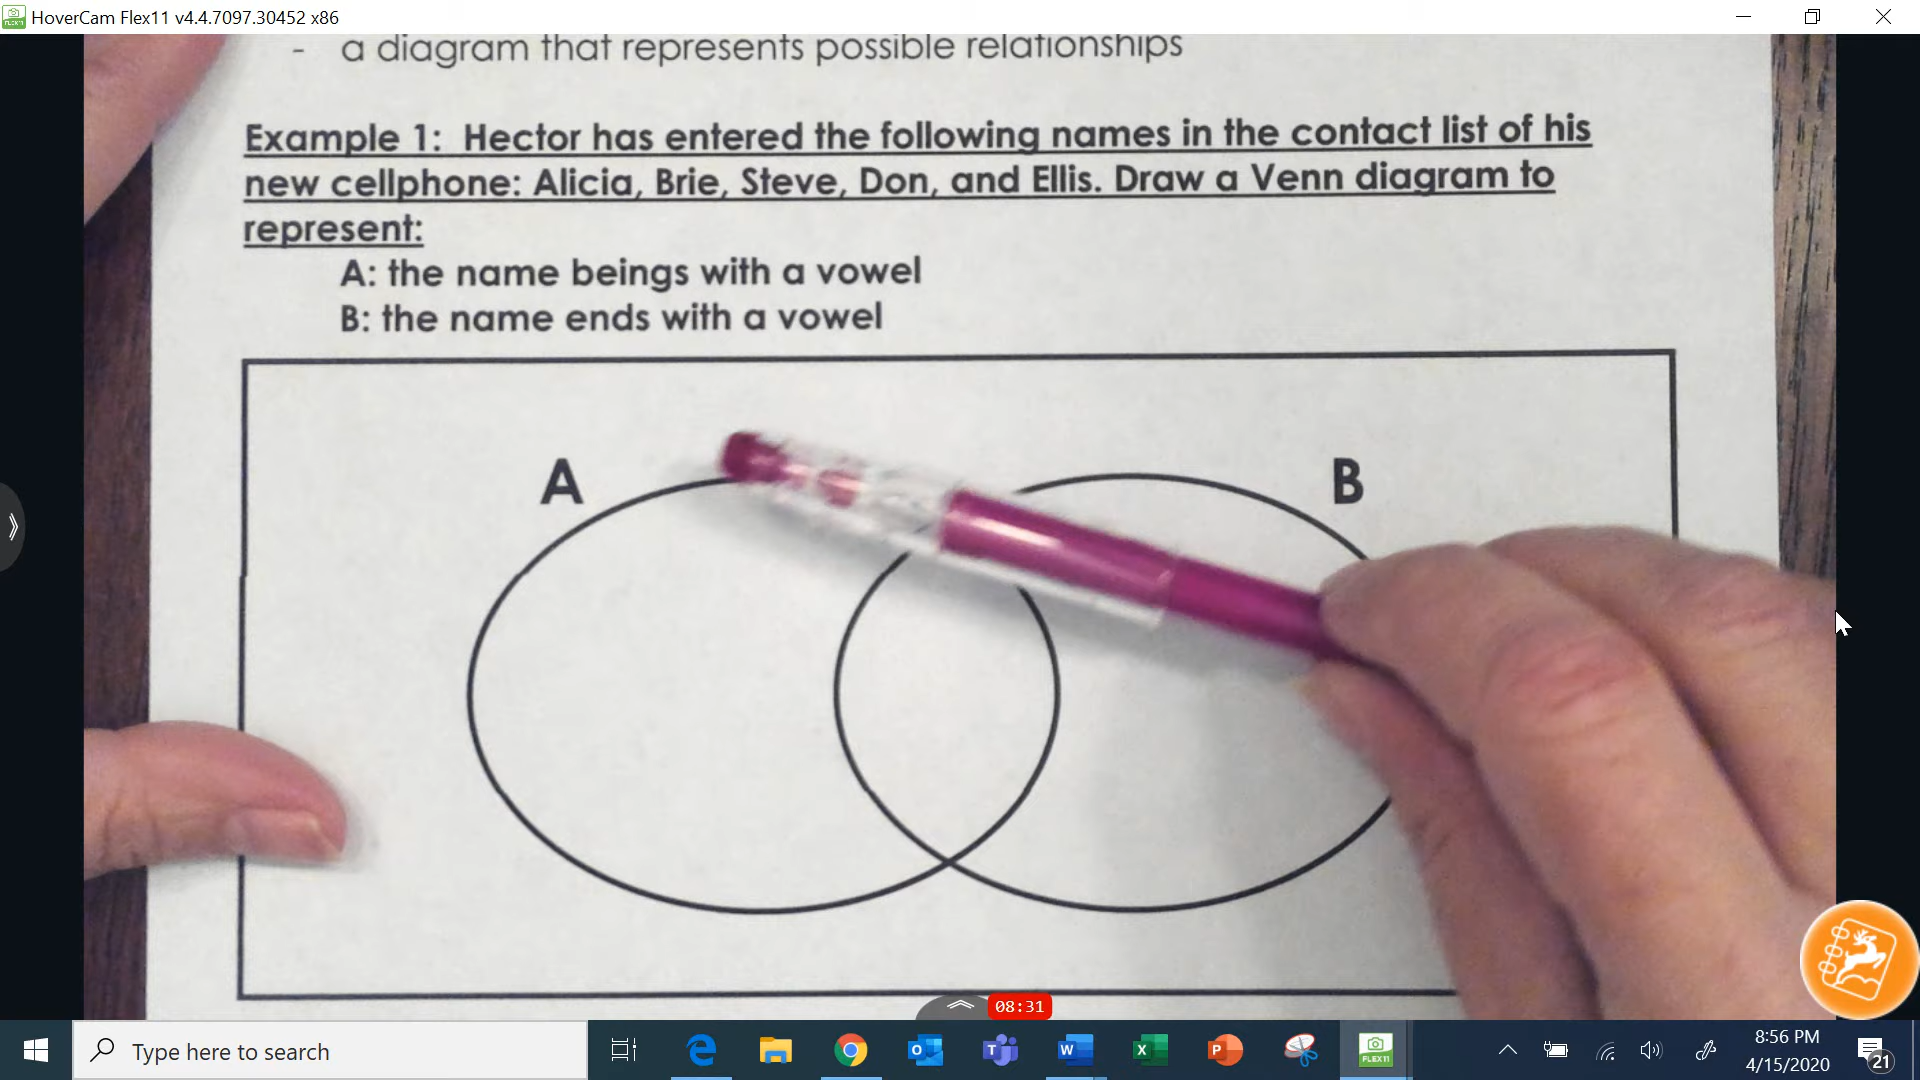 HoverCam Flex11 v4.4.7097.30452 x86
- a diagram that represents possible relationships
Example 1: Hector has entered the following names in the contact list of his
new cellphone: Alicia, Brie, Steve, Don, and Ellis. Draw a Venn diagram to
represent:
A: the name beings with a vowel
B: the name ends with a vowel
A
B
08:31
Type here to search
8:56 PM
4/15/2020
21
FLEX11